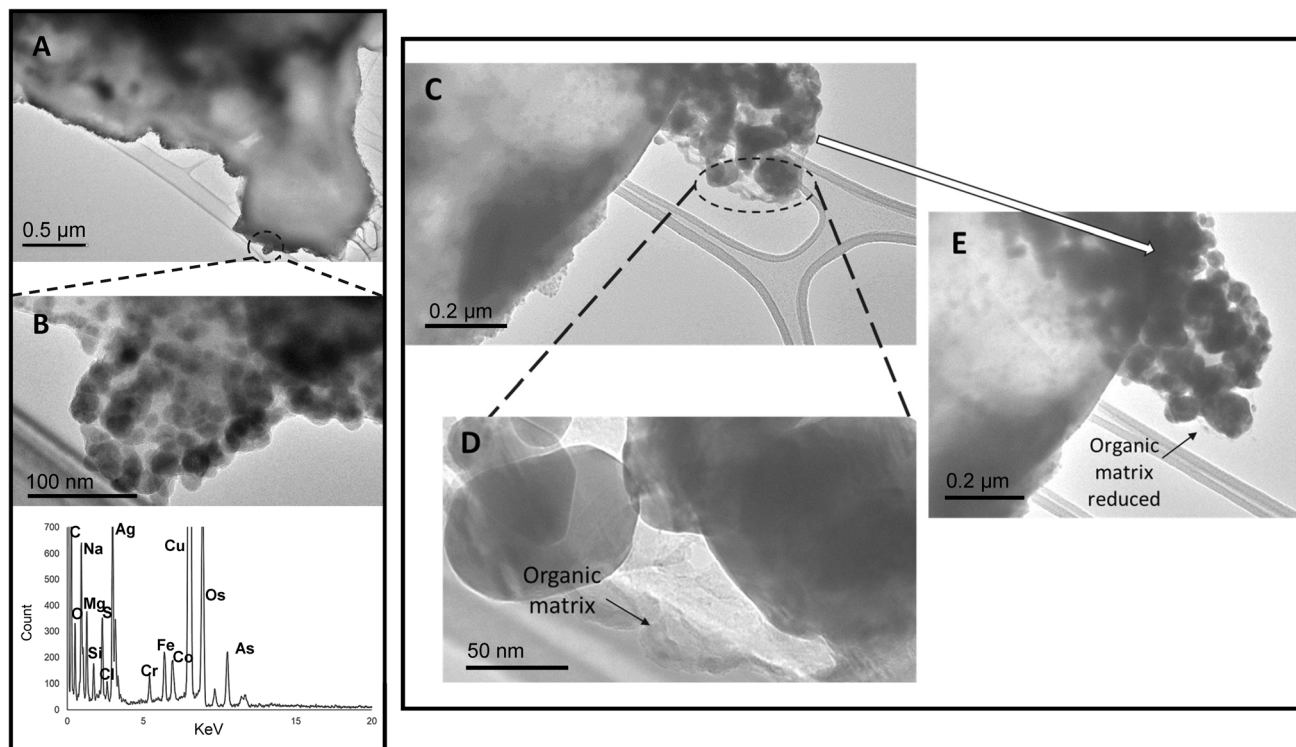 A
0.5 µm
B
100 nm
700
600
500
400
300
200
100
0
Count
C
Na
O
Mg
S
Si
Cl
Ag
Cr
Fe
Co
Cu
Os
As
0
5
10
15
20
KeV
C
0.2 µm
D
Organic
matrix
50 nm
E
Organic
matrix
reduced
0.2 µm